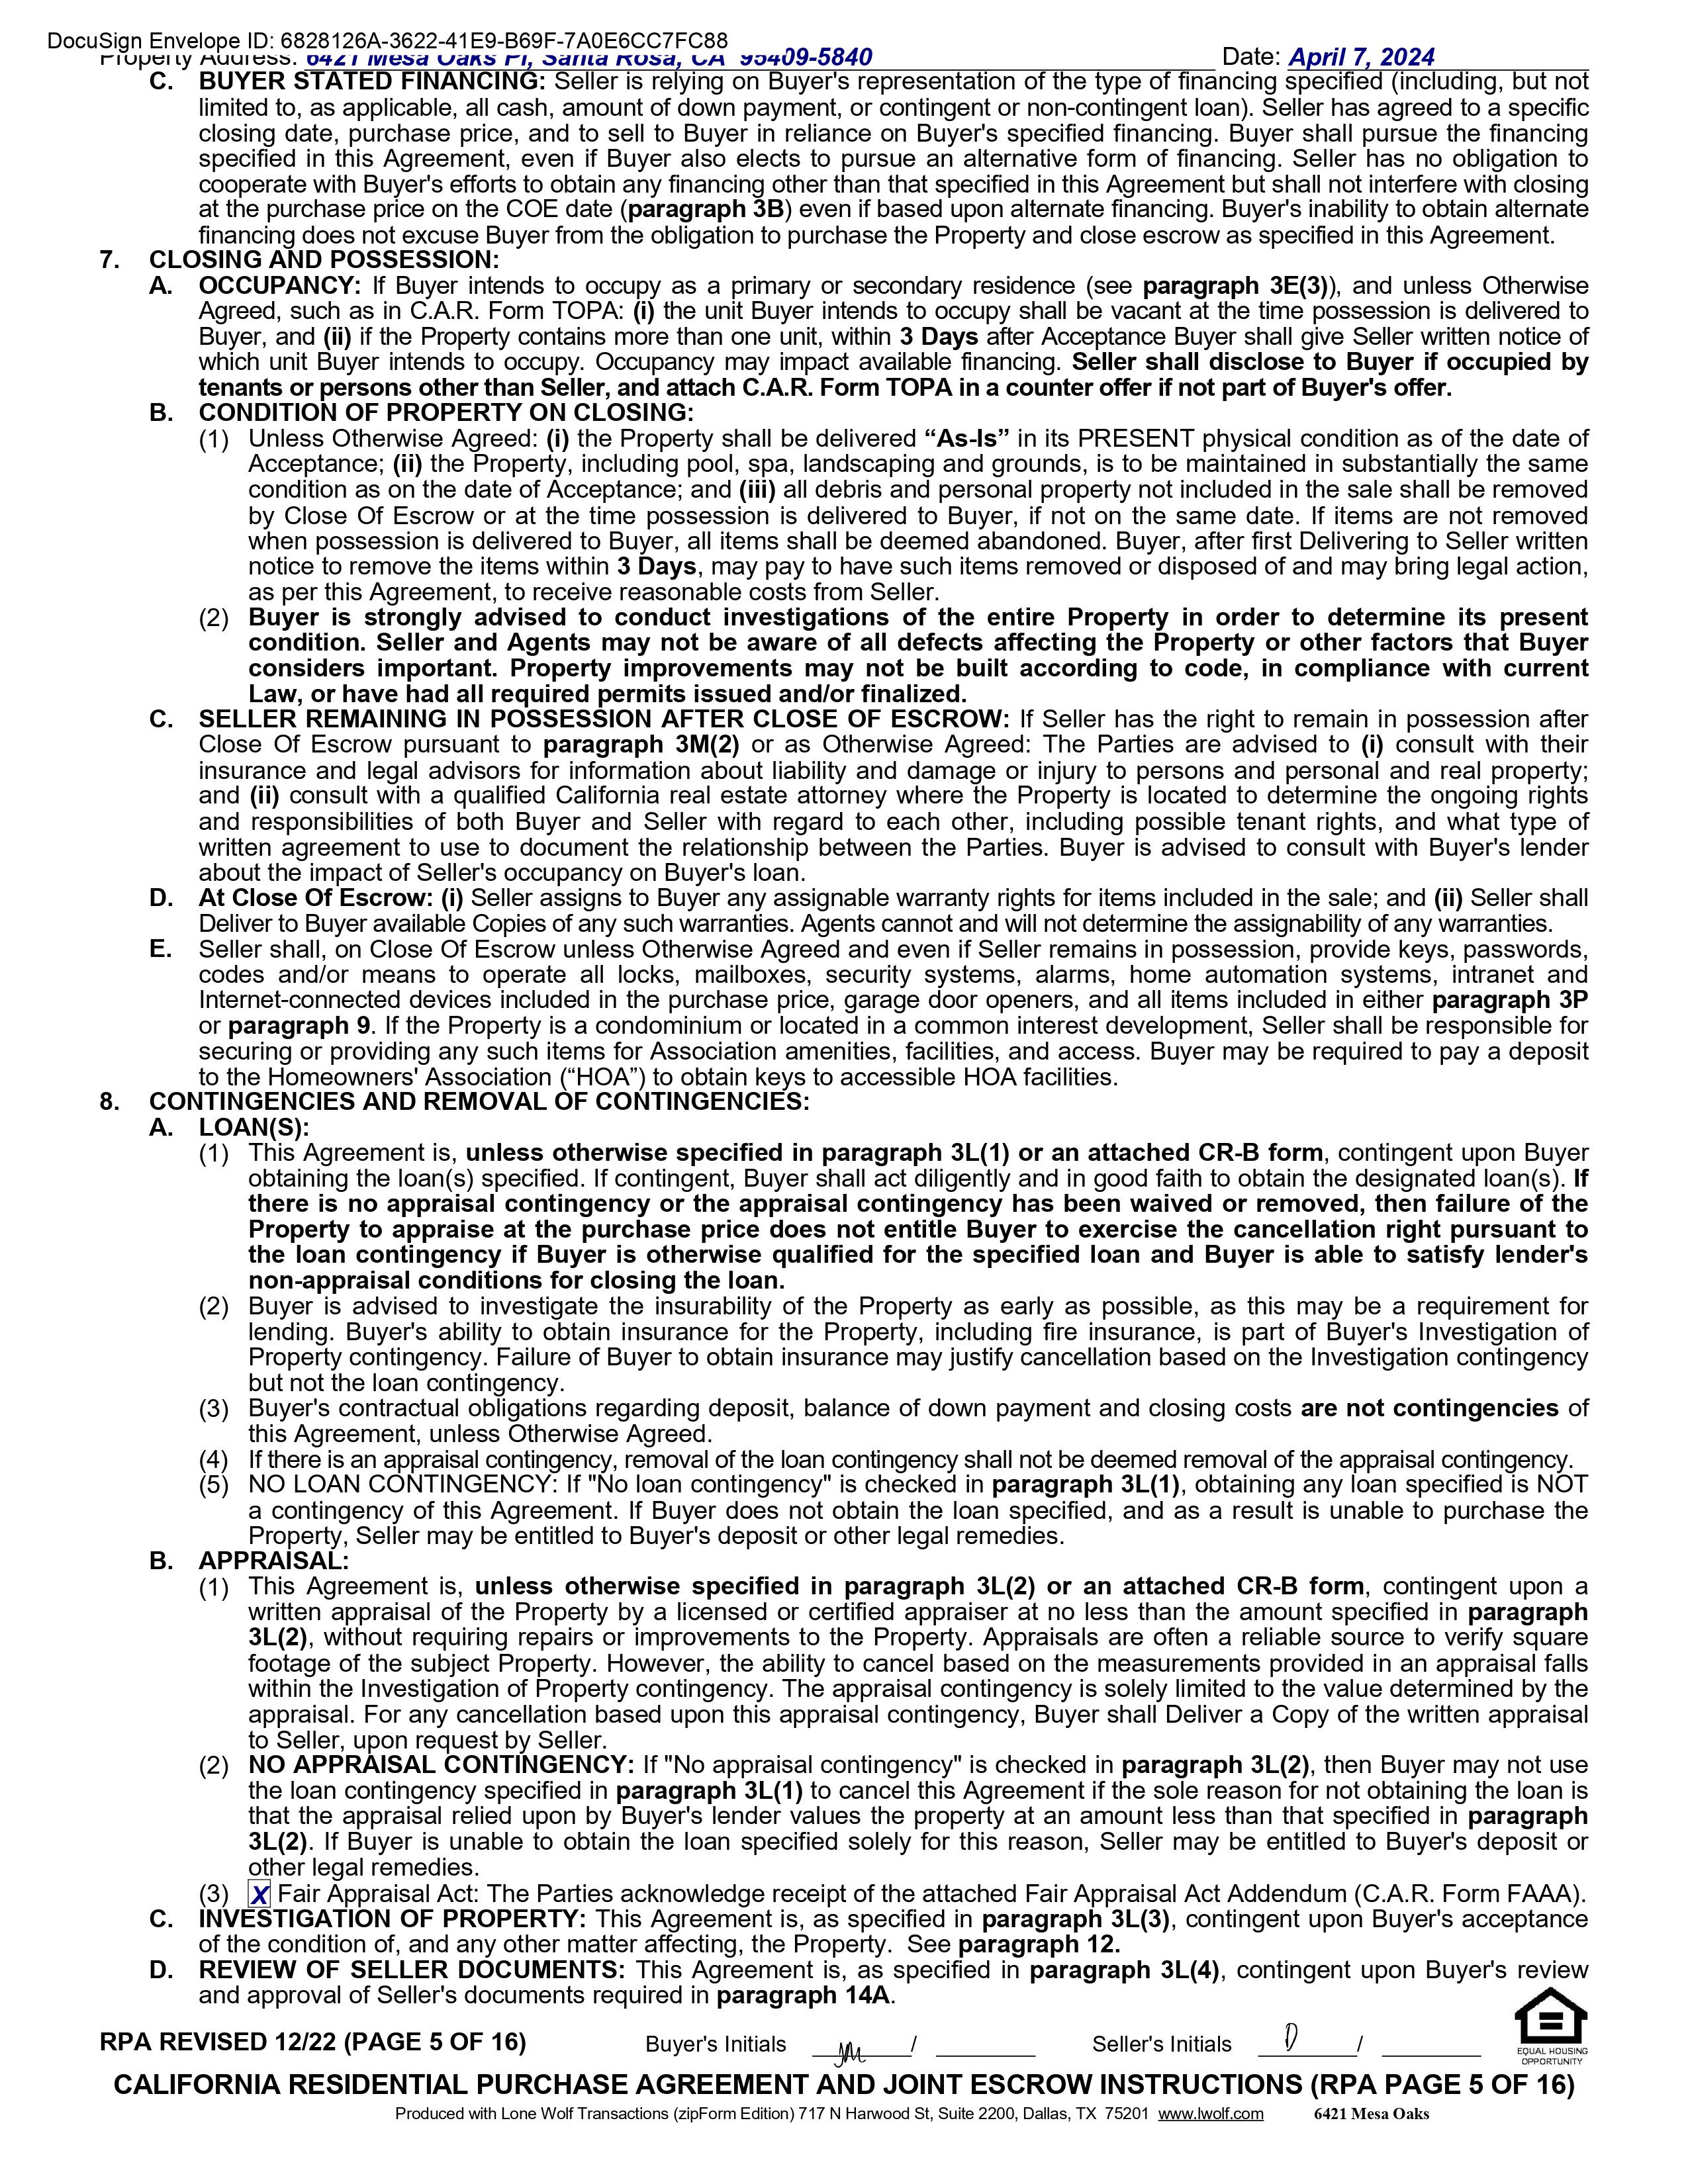 DocuSign Envelope ID: 6828126A-3622-41E9-B69F-7A0E6CC7FC88
Property Address: 6421 Mesa Oaks Pl, Santa Rosa, CA 95409-5840 Date: April 7, 2024
C. BUYER STATED FINANCING: Seller is relying on Buyer's representation of the type of financing specified (including, but not
limited to, as applicable, all cash, amount of down payment, or contingent or non-contingent loan). Seller has agreed to a specific
closing date, purchase price, and to sell to Buyer in reliance on Buyer's specified financing. Buyer shall pursue the financing
specified in this Agreement, even if Buyer also elects to pursue an alternative form of financing. Seller has no obligation to
cooperate with Buyer's efforts to obtain any financing other than that specified in this Agreement but shall not interfere with closing
at the purchase price on the COE date (paragraph 3B) even if based upon alternate financing. Buyer's inability to obtain alternate
financing does not excuse Buyer from the obligation to purchase the Property and close escrow as specified in this Agreement.
7. CLOSING AND POSSESSION:
A. OCCUPANCY: If Buyer intends to occupy as a primary or secondary residence (see paragraph 3E(3)), and unless Otherwise
Agreed, such as in C.A.R. Form TOPA: (i) the unit Buyer intends to occupy shall be vacant at the time possession is delivered to
Buyer, and (ii) if the Property contains more than one unit, within 3 Days after Acceptance Buyer shall give Seller written notice of
which unit Buyer intends to occupy. Occupancy may impact available financing. Seller shall disclose to Buyer if occupied by
tenants or persons other than Seller, and attach C.A.R. Form TOPA in a counter offer if not part of Buyer's offer.
B. CONDITION OF PROPERTY ON CLOSING:
(1) Unless Otherwise Agreed: (i) the Property shall be delivered “As-Is” in its PRESENT physical condition as of the date of
Acceptance; (ii) the Property, including pool, spa, landscaping and grounds, is to be maintained in substantially the same
condition as on the date of Acceptance; and (iii) all debris and personal property not included in the sale shall be removed
by Close Of Escrow or at the time possession is delivered to Buyer, if not on the same date. If items are not removed
when possession is delivered to Buyer, all items shall be deemed abandoned. Buyer, after first Delivering to Seller written
notice to remove the items within 3 Days, may pay to have such items removed or disposed of and may bring legal action,
as per this Agreement, to receive reasonable costs from Seller.
(2) Buyer is strongly advised to conduct investigations of the entire Property in order to determine its present
condition. Seller and Agents may not be aware of all defects affecting the Property or other factors that Buyer
considers important. Property improvements may not be built according to code, in compliance with current
Law, or have had all required permits issued and/or finalized.
C. SELLER REMAINING IN POSSESSION AFTER CLOSE OF ESCROW: If Seller has the right to remain in possession after
Close Of Escrow pursuant to paragraph 3M(2) or as Otherwise Agreed: The Parties are advised to (i) consult with their
insurance and legal advisors for information about liability and damage or injury to persons and personal and real property;
and (ii) consult with a qualified California real estate attorney where the Property is located to determine the ongoing rights
and responsibilities of both Buyer and Seller with regard to each other, including possible tenant rights, and what type of
written agreement to use to document the relationship between the Parties. Buyer is advised to consult with Buyer's lender
about the impact of Seller's occupancy on Buyer's loan.
D. At Close Of Escrow: (i) Seller assigns to Buyer any assignable warranty rights for items included in the sale; and (ii) Seller shall
Deliver to Buyer available Copies of any such warranties. Agents cannot and will not determine the assignability of any warranties.
E. Seller shall, on Close Of Escrow unless Otherwise Agreed and even if Seller remains in possession, provide keys, passwords,
codes and/or means to operate all locks, mailboxes, security systems, alarms, home automation systems, intranet and
Internet-connected devices included in the purchase price, garage door openers, and all items included in either paragraph 3P
or paragraph 9. If the Property is a condominium or located in a common interest development, Seller shall be responsible for
securing or providing any such items for Association amenities, facilities, and access. Buyer may be required to pay a deposit
to the Homeowners' Association (“HOA”) to obtain keys to accessible HOA facilities.
8. CONTINGENCIES AND REMOVAL OF CONTINGENCIES:
A. LOAN(S):
(1) This Agreement is, unless otherwise specified in paragraph 3L(1) or an attached CR-B form, contingent upon Buyer
obtaining the loan(s) specified. If contingent, Buyer shall act diligently and in good faith to obtain the designated loan(s). If
there is no appraisal contingency or the appraisal contingency has been waived or removed, then failure of the
Property to appraise at the purchase price does not entitle Buyer to exercise the cancellation right pursuant to
the loan contingency if Buyer is otherwise qualified for the specified loan and Buyer is able to satisfy lender's
non-appraisal conditions for closing the loan.
(2) Buyer is advised to investigate the insurability of the Property as early as possible, as this may be a requirement for
lending. Buyer's ability to obtain insurance for the Property, including fire insurance, is part of Buyer's Investigation of
Property contingency. Failure of Buyer to obtain insurance may justify cancellation based on the Investigation contingency
but not the loan contingency.
(3) Buyer's contractual obligations regarding deposit, balance of down payment and closing costs are not contingencies of
this Agreement, unless Otherwise Agreed.
(4) If there is an appraisal contingency, removal of the loan contingency shall not be deemed removal of the appraisal contingency.
(5) NO LOAN CONTINGENCY: If "No loan contingency" is checked in paragraph 3L(1), obtaining any loan specified is NOT
a contingency of this Agreement. If Buyer does not obtain the loan specified, and as a result is unable to purchase the
Property, Seller may be entitled to Buyer's deposit or other legal remedies.
B. APPRAISAL:
(1) This Agreement is, unless otherwise specified in paragraph 3L(2) or an attached CR-B form, contingent upon a
written appraisal of the Property by a licensed or certified appraiser at no less than the amount specified in paragraph
3L(2), without requiring repairs or improvements to the Property. Appraisals are often a reliable source to verify square
footage of the subject Property. However, the ability to cancel based on the measurements provided in an appraisal falls
within the Investigation of Property contingency. The appraisal contingency is solely limited to the value determined by the
appraisal. For any cancellation based upon this appraisal contingency, Buyer shall Deliver a Copy of the written appraisal
to Seller, upon request by Seller.
(2) NO APPRAISAL CONTINGENCY: If "No appraisal contingency" is checked in paragraph 3L(2), then Buyer may not use
the loan contingency specified in paragraph 3L(1) to cancel this Agreement if the sole reason for not obtaining the loan is
that the appraisal relied upon by Buyer's lender values the property at an amount less than that specified in paragraph
3L(2). If Buyer is unable to obtain the loan specified solely for this reason, Seller may be entitled to Buyer's deposit or
other legal remedies.
(3) X Fair Appraisal Act: The Parties acknowledge receipt of the attached Fair Appraisal Act Addendum (C.A.R. Form FAAA).
C. INVESTIGATION OF PROPERTY: This Agreement is, as specified in paragraph 3L(3), contingent upon Buyer's acceptance
of the condition of, and any other matter affecting, the Property. See paragraph 12.
D. REVIEW OF SELLER DOCUMENTS: This Agreement is, as specified in paragraph 3L(4), contingent upon Buyer's review
and approval of Seller's documents required in paragraph 14A.
RPA REVISED 12/22 (PAGE 5 OF 16) Buyer's Initials / Seller's Initials D /
EQUAL HOUSING
OPPORTUNITY
CALIFORNIA RESIDENTIAL PURCHASE AGREEMENT AND JOINT ESCROW INSTRUCTIONS (RPA PAGE 5 OF 16)
Produced with Lone Wolf Transactions (zipForm Edition) 717 N Harwood St, Suite 2200, Dallas, TX 75201 www.lwolf.com 6421 Mesa Oaks